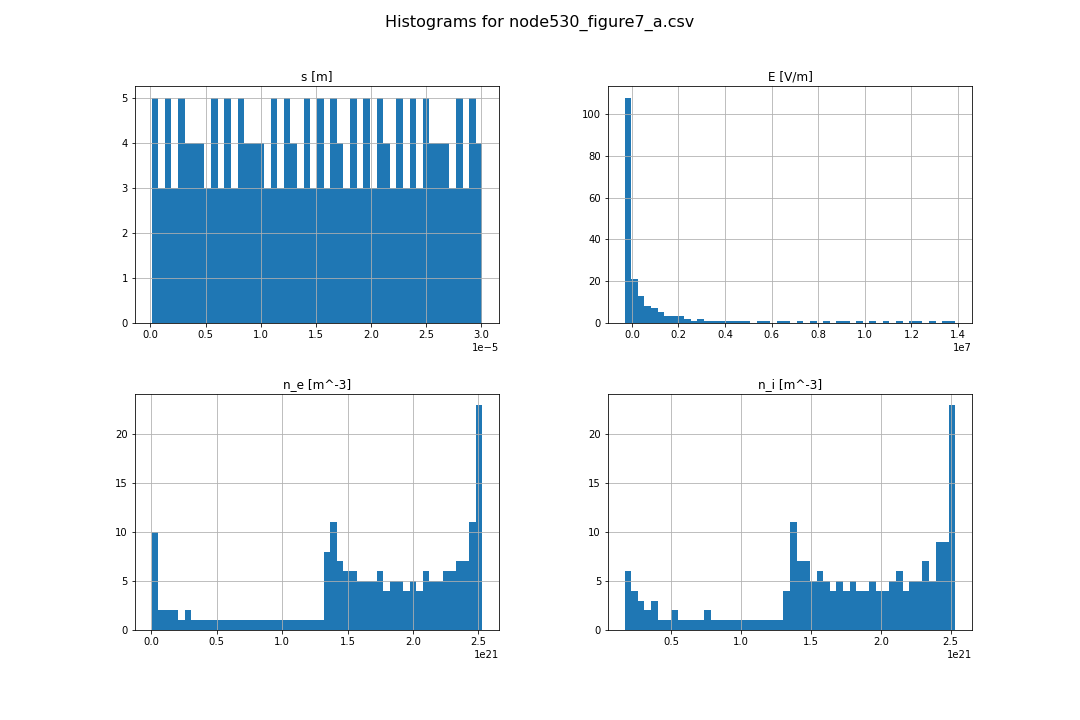 Histograms for node530_figure7_a.csv
s [m]
5
4
3
2
1
0
0.0 0.5 1.0 1.5 2.0 2.5 3.0
1e−5
E [V/m]
100
80
60
40
20
0
0.0 0.2 0.4 0.6 0.8 1.0 1.2 1.4
1e7
n_e [m^-3]
20
15
10
5
0
0.0 0.5 1.0 1.5 2.0 2.5
1e21
n_i [m^-3]
20
15
10
5
0
0.5 1.0 1.5 2.0 2.5
1e21